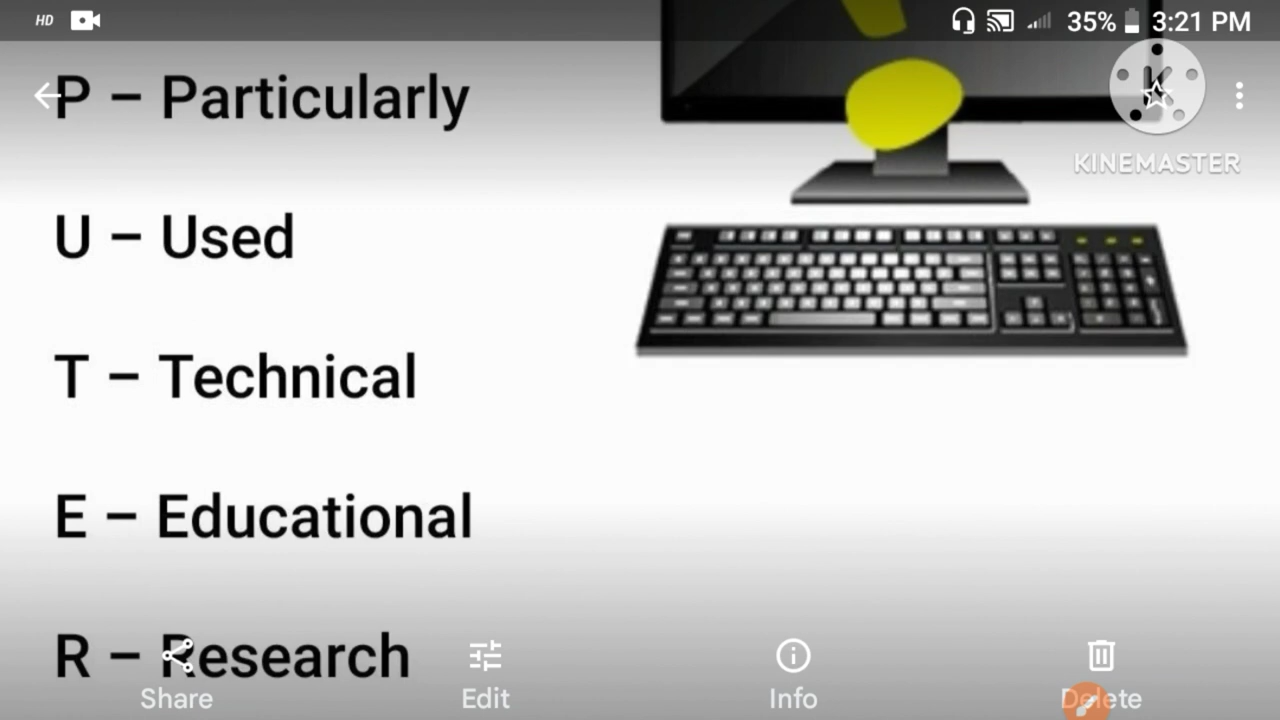 HD 35% 3:21 PM
P – Particularly
KINEMASTER
U – Used
T – Technical
E – Educational
R – Research
Share Edit Info Delete